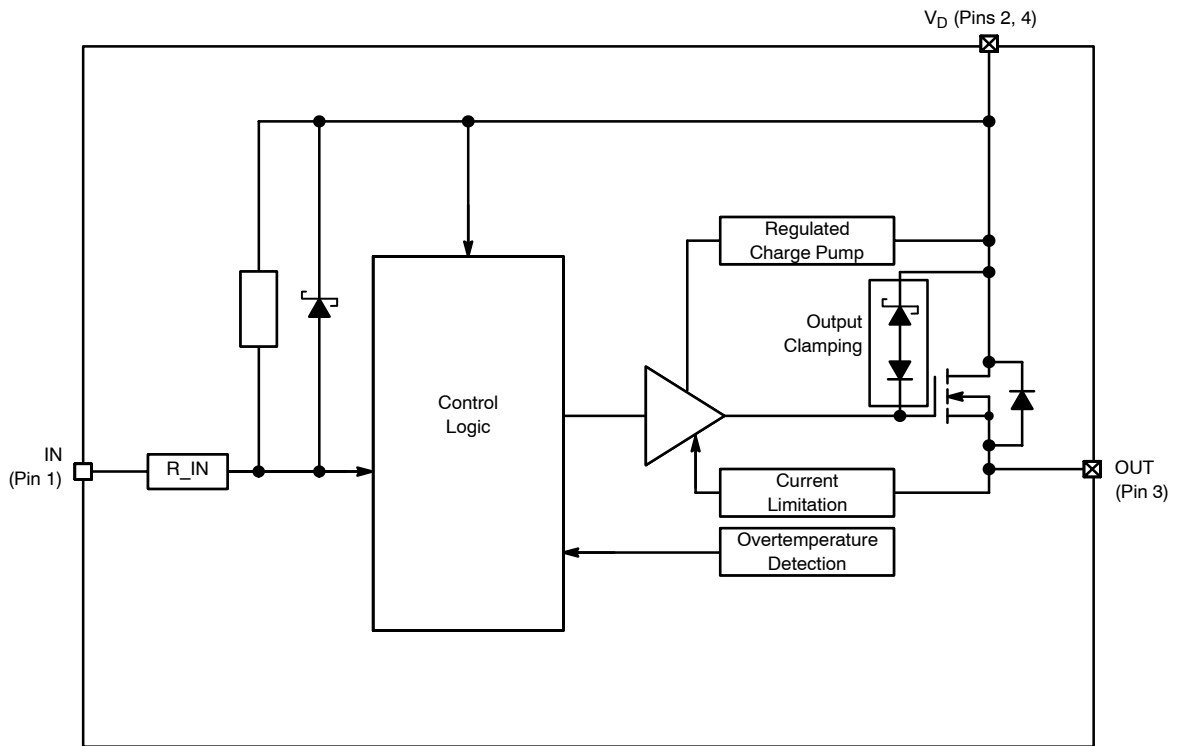 V_D (Pins 2, 4)
Regulated
Charge Pump
Output
Clamping
Control
Logic
IN
(Pin 1)
R_IN
Current
Limitation
OUT
(Pin 3)
Overtemperature
Detection